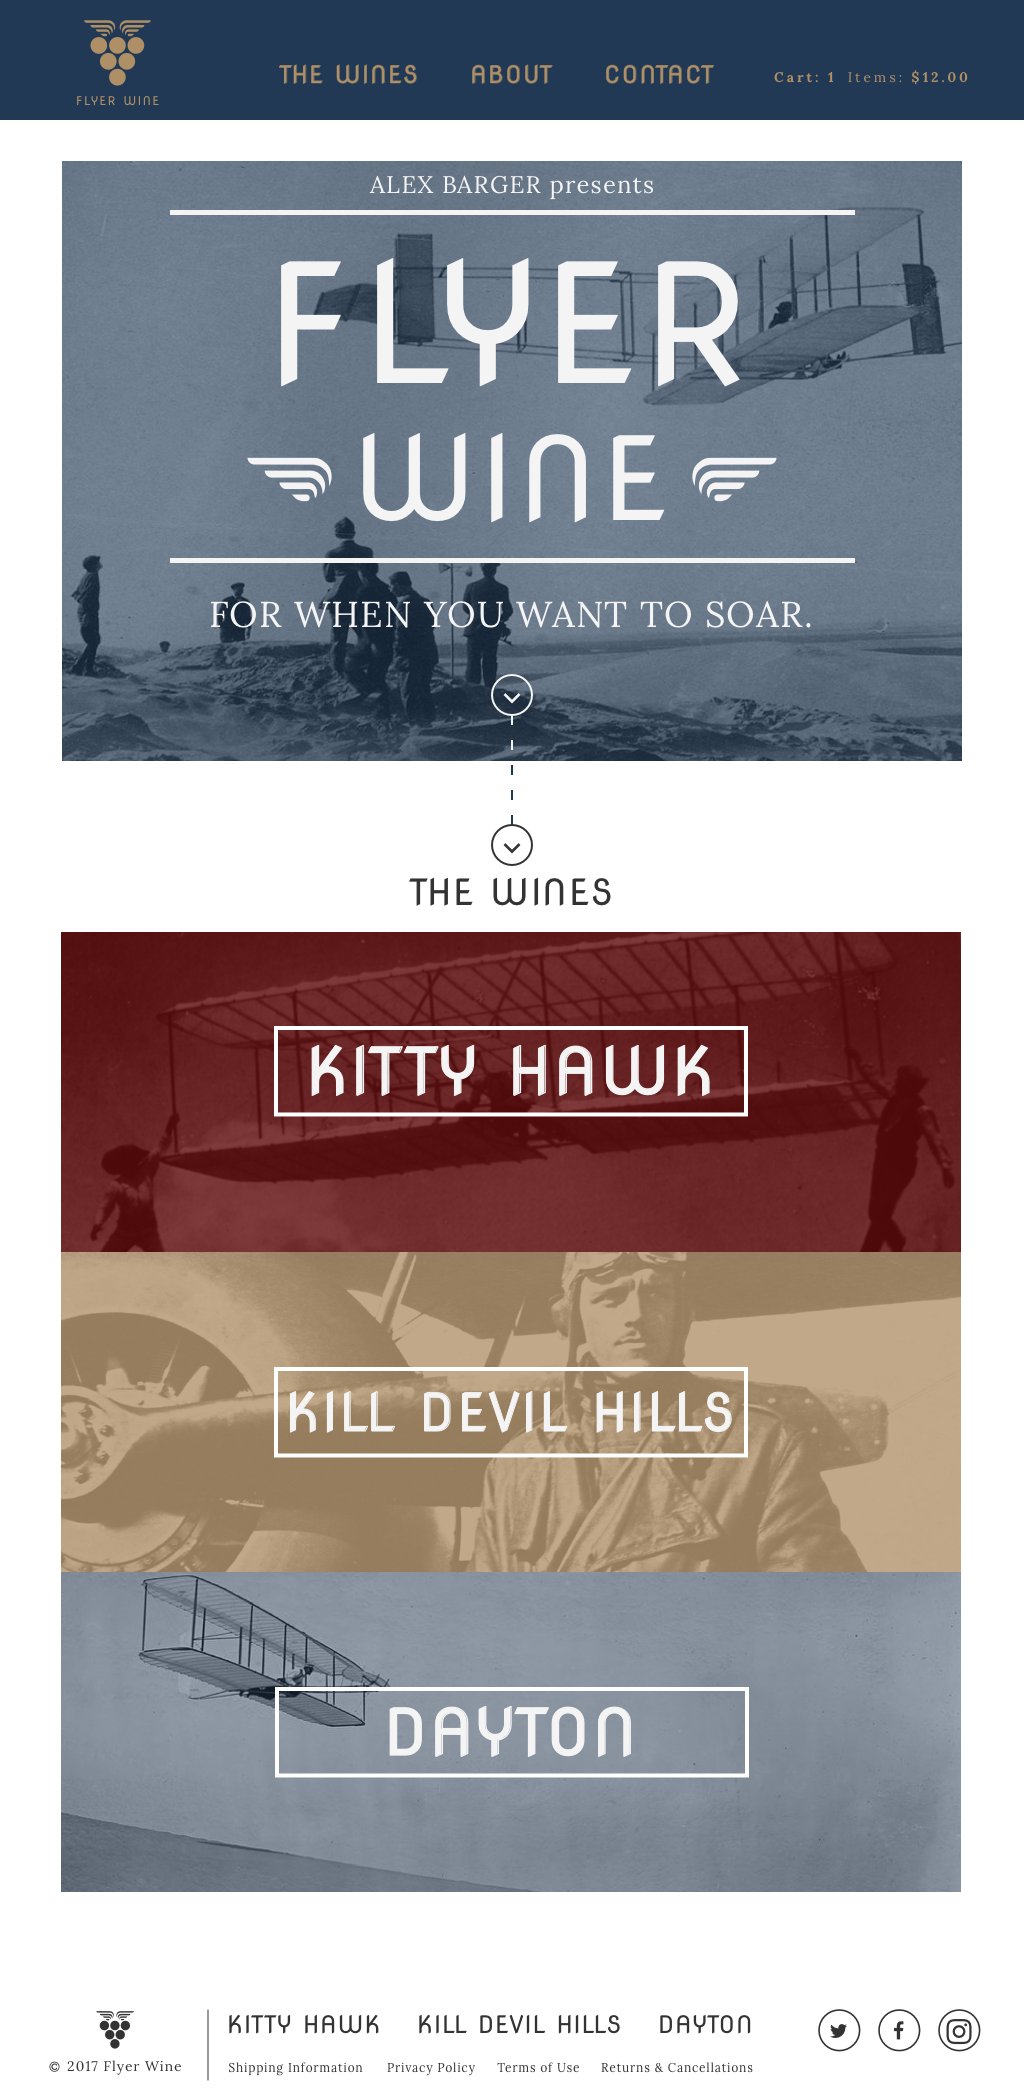 FLYER WINE
THE WINES ABOUT CONTACT
Cart: 1 Items: $12.00
ALEX BARGER presents
FLYER
WINE
FOR WHEN YOU WANT TO SOAR.
THE WINES
KITTY HAWK
KILL DEVIL HILLS
DAYTON
KITTY HAWK KILL DEVIL HILLS DAYTON
© 2017 Flyer Wine
Shipping Information Privacy Policy Terms of Use Returns & Cancellations